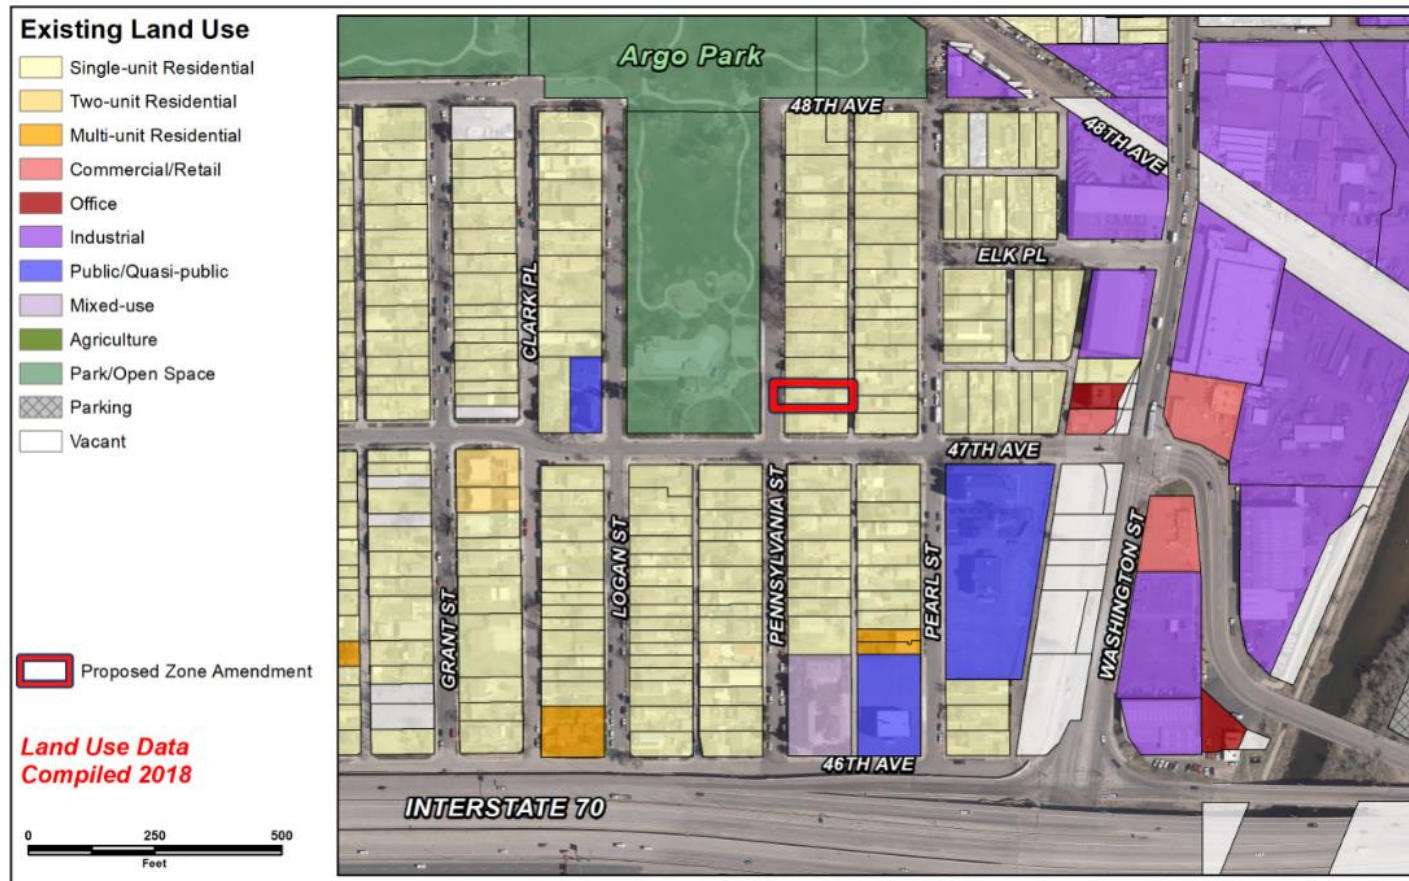 Existing Land Use
Single-unit Residential
Two-unit Residential
Multi-unit Residential
Commercial/Retail
Office
Industrial
Public/Quasi-public
Mixed-use
Agriculture
Park/Open Space
Parking
Vacant
Proposed Zone Amendment
Land Use Data
Compiled 2018
0 250 500
Feet
Argo Park
48TH AVE
48TH AVE
ELK PL
CLARK PL
47TH AVE
GRANT ST
LOGAN ST
PENNSYLVANIA ST
PEARL ST
WASHINGTON ST
46TH AVE
INTERSTATE 70